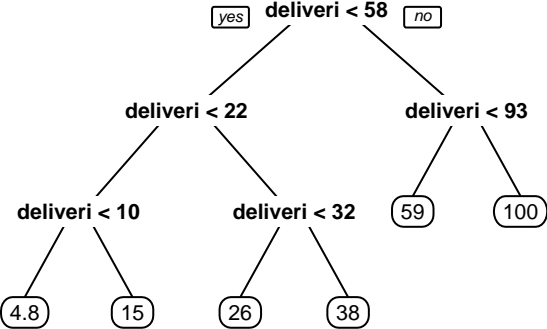 yes deliveri < 58 no
deliveri < 22 deliveri < 93
deliveri < 10 deliveri < 32 59 100
4.8 15 26 38